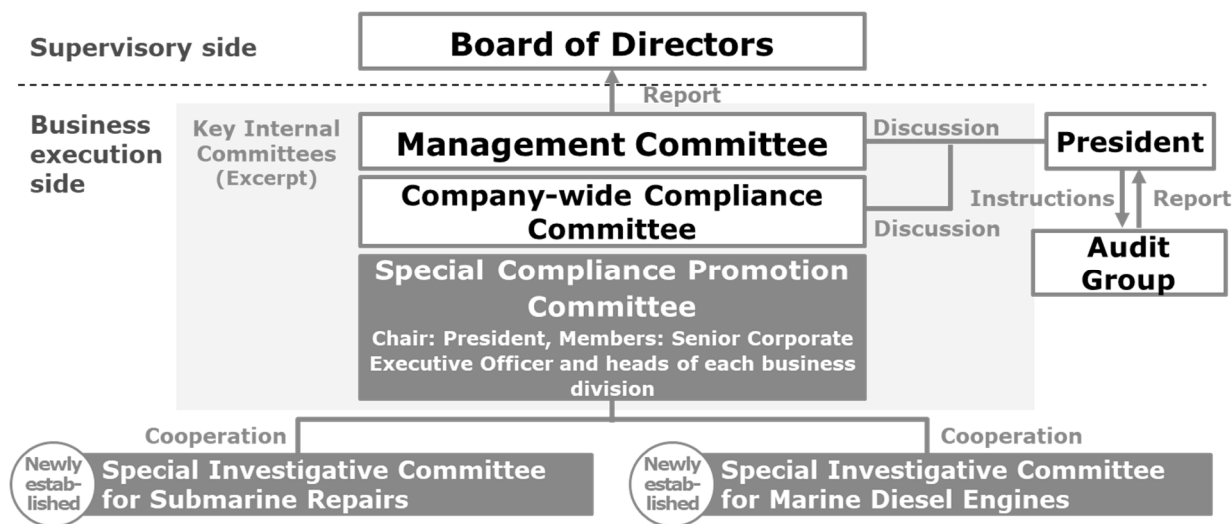 Supervisory side
Board of Directors
Report
Business
execution
side
Key Internal
Committees
(Excerpt)
Management Committee
Discussion
President
Company-wide Compliance
Committee
Discussion
Instructions
Report
Audit
Group
Special Compliance Promotion
Committee
Chair: President, Members: Senior Corporate
Executive Officer and heads of each business
division
Cooperation
Cooperation
Newly
estab-
lished
Special Investigative Committee
for Submarine Repairs
Newly
estab-
lished
Special Investigative Committee
for Marine Diesel Engines